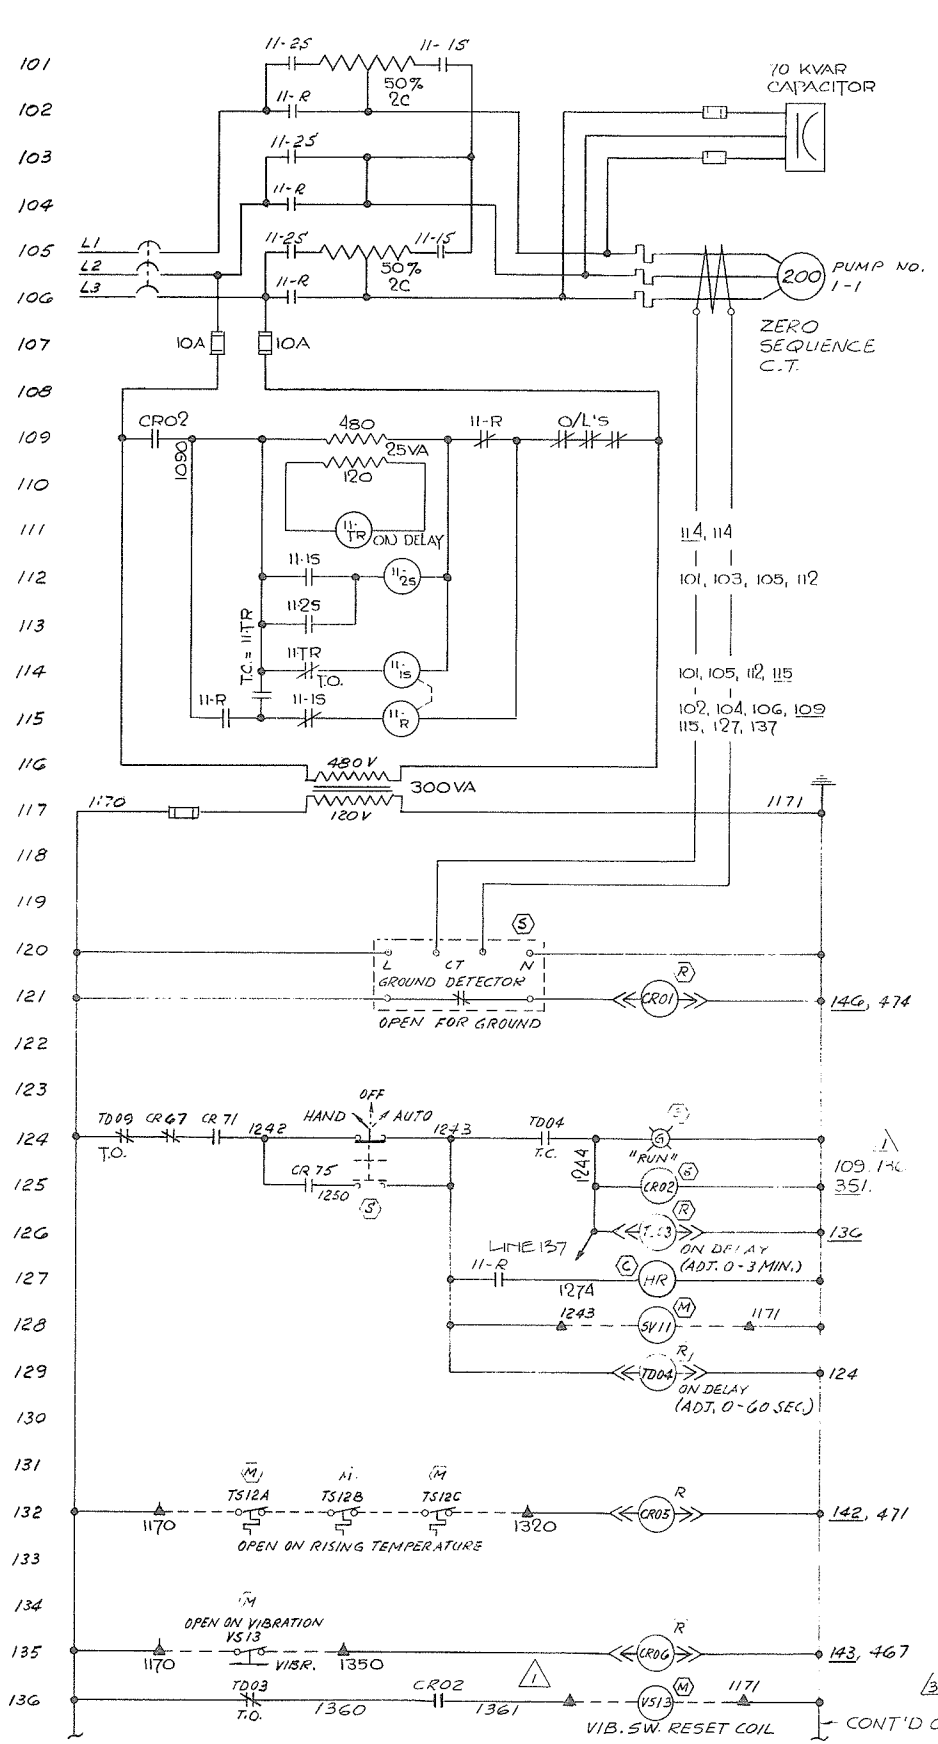 101
11-2S
11-1S
50%
2C
70 KVAR
CAPACITOR
102
11-R
103
11-2S
104
11-R
105
L1
11-2S
11-1S
L2
50%
2C
200
PUMP NO.
1-1
106
L3
11-R
107
10A
10A
ZERO
SEQUENCE
C.T.
108
109
CR02
1090
480
25VA
11-R
O/L'S
110
120
111
11-
TR
ON DELAY
114, 114
112
11-1S
11-
2S
101, 103, 105, 112
113
11-2S
T.C. = 11-TR
114
11TR
T.O.
11-
1S
101, 105, 112, 115
115
11-R
11-1S
11-
R
102, 104, 106, 109
115, 127, 137
116
480V
300VA
117
1170
120V
1171
118
119
120
S
L
CT
N
GROUND DETECTOR
121
R
CR01
146, 474
OPEN FOR GROUND
122
123
OFF
HAND
AUTO
124
TD09
T.O.
CR67
CR71
1242
1243
TD04
T.C.
1244
G
"RUN"
1
109, 
351.
125
CR75
1250
S
CR02
126
LINE 137
R
ON DELAY
(ADJ. 0-3 MIN.)
136
127
11-R
1274
C
HR
128
1243
SV11
M
1171
129
TD04
R
ON DELAY
(ADJ. 0-60 SEC.)
124
130
131
132
M
M
M
TS12A
TS12B
TS12C
1170
1320
OPEN ON RISING TEMPERATURE
CR05
R
142, 471
133
134
M
OPEN ON VIBRATION
135
VS13
1170
VIBR.
1350
CR06
R
143, 467
136
TD03
T.O.
1360
CR02
1361
1
VS13
M
1171
3
VIB. SW. RESET COIL
CONT'D